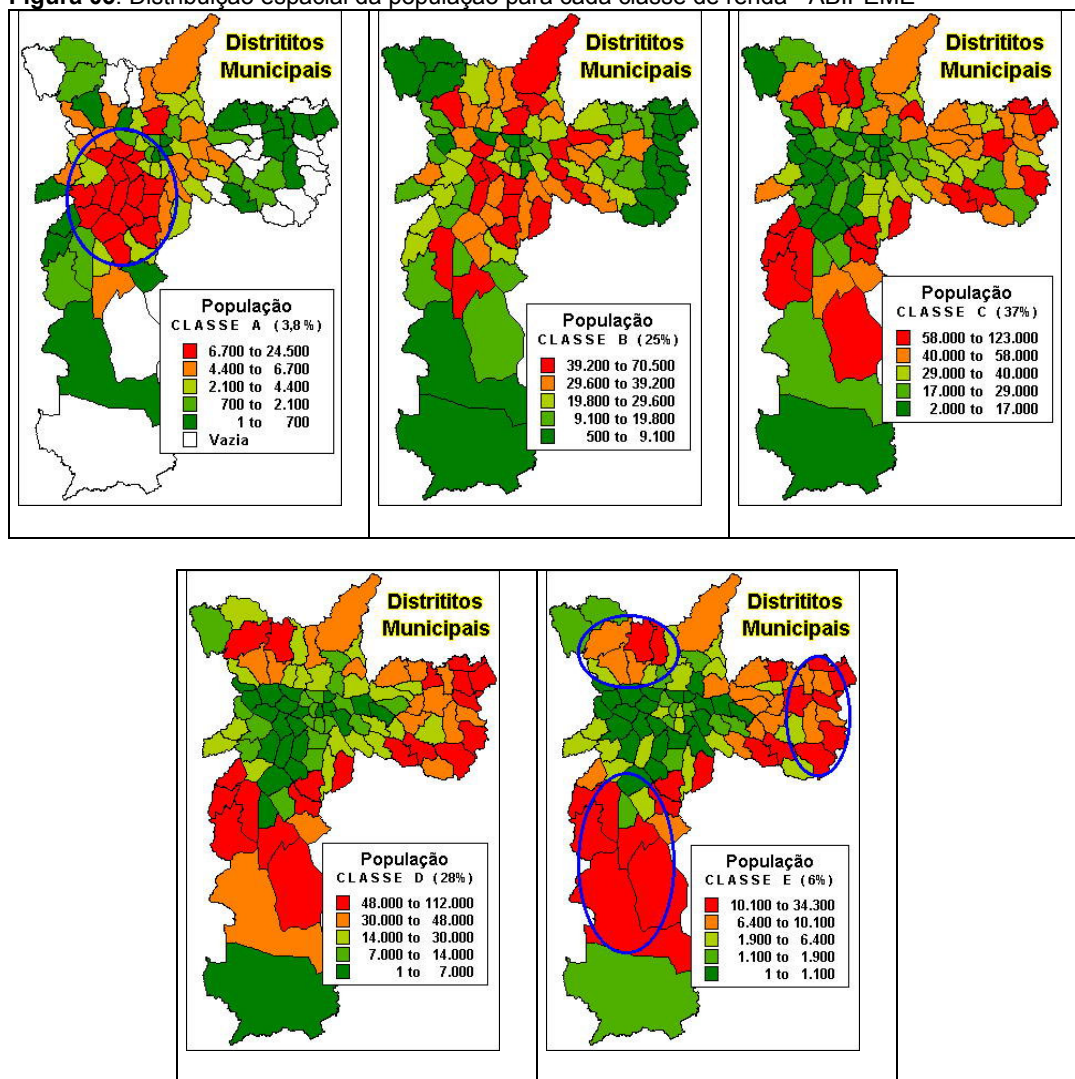 Figura 03: Distribuição espacial da população para cada classe de renda - ABIPEME
Distrititos
Municipais
População
CLASSE A (3,8%)
6.700 to 24.500
4.400 to 6.700
2.100 to 4.400
700 to 2.100
1 to 700
Vazia
Distrititos
Municipais
População
CLASSE B (25%)
39.200 to 70.500
29.600 to 39.200
19.800 to 29.600
9.100 to 19.800
500 to 9.100
Distrititos
Municipais
População
CLASSE C (37%)
58.000 to 123.000
40.000 to 58.000
29.000 to 40.000
17.000 to 29.000
2.000 to 17.000
Distrititos
Municipais
População
CLASSE D (28%)
48.000 to 112.000
30.000 to 48.000
14.000 to 30.000
7.000 to 14.000
1 to 7.000
Distrititos
Municipais
População
CLASSE E (6%)
10.100 to 34.300
6.400 to 10.100
1.900 to 6.400
1.100 to 1.900
1 to 1.100